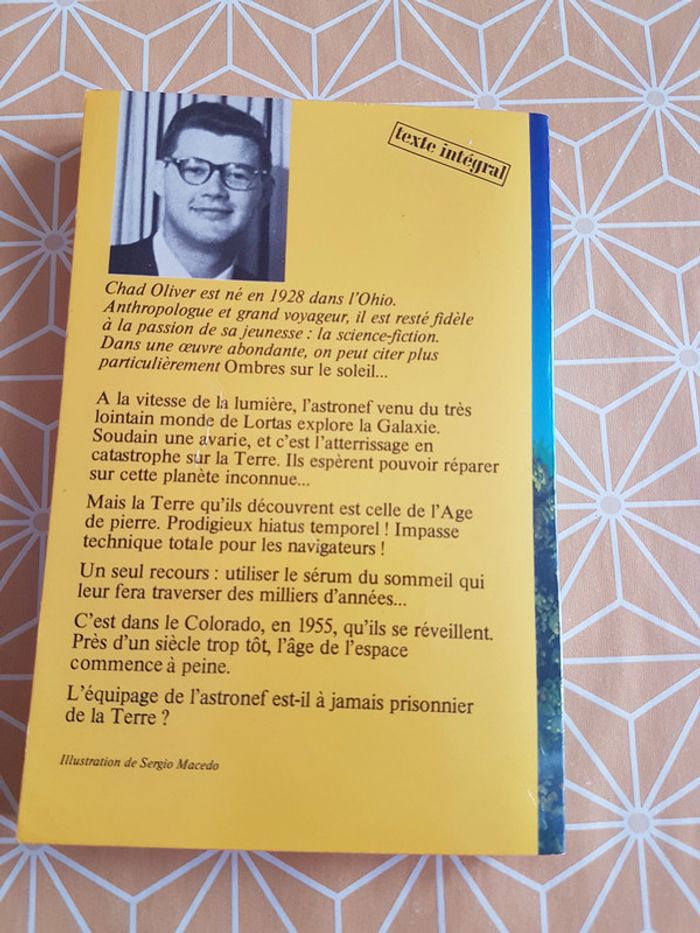 texte intégral
Chad Oliver est né en 1928 dans l'Ohio.
Anthropologue et grand voyageur, il est resté fidèle
à la passion de sa jeunesse : la science-fiction.
Dans une œuvre abondante, on peut citer plus
particulièrement Ombres sur le soleil...
A la vitesse de la lumière, l'astronef venu du très
lointain monde de Lortas explore la Galaxie.
Soudain une avarie, et c'est l'atterrissage en
catastrophe sur la Terre. Ils espèrent pouvoir réparer
sur cette planète inconnue...
Mais la Terre qu'ils découvrent est celle de l'Age
de pierre. Prodigieux hiatus temporel ! Impasse
technique totale pour les navigateurs !
Un seul recours : utiliser le sérum du sommeil qui
leur fera traverser des milliers d'années...
C'est dans le Colorado, en 1955, qu'ils se réveillent.
Près d'un siècle trop tôt, l'âge de l'espace
commence à peine.
L'équipage de l'astronef est-il à jamais prisonnier
de la Terre ?
Illustration de Sergio Macedo